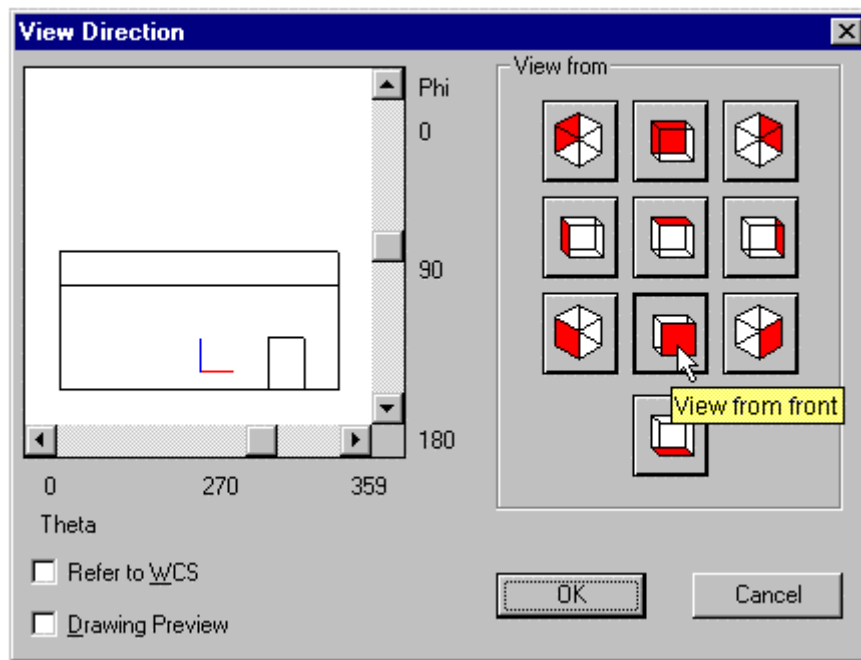 View Direction
View from
Phi
0
90
View from front
180
0 270 359
Theta
Refer to WCS
Drawing Preview
OK Cancel